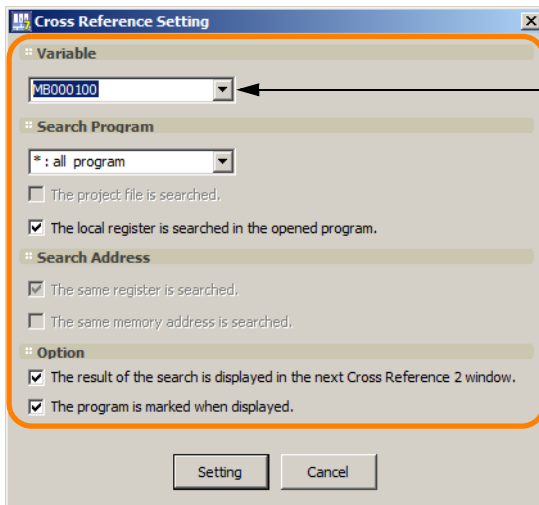 Cross Reference Setting
Variable
MB000100
Search Program
* : all program
The project file is searched.
The local register is searched in the opened program.
Search Address
The same register is searched.
The same memory address is searched.
Option
The result of the search is displayed in the next Cross Reference 2 window.
The program is marked when displayed.
Setting Cancel